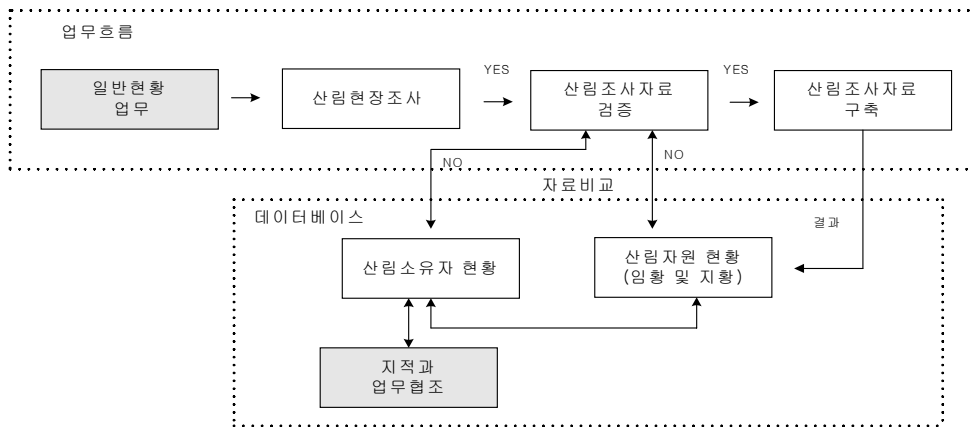 업무흐름
일반현황
업무
산림현장조사
YES
산림조사자료
검증
YES
산림조사자료
구축
NO
NO
자료비교
데이터베이스
결과
산림소유자 현황
산림자원 현황
(임황 및 지황)
지적과
업무협조